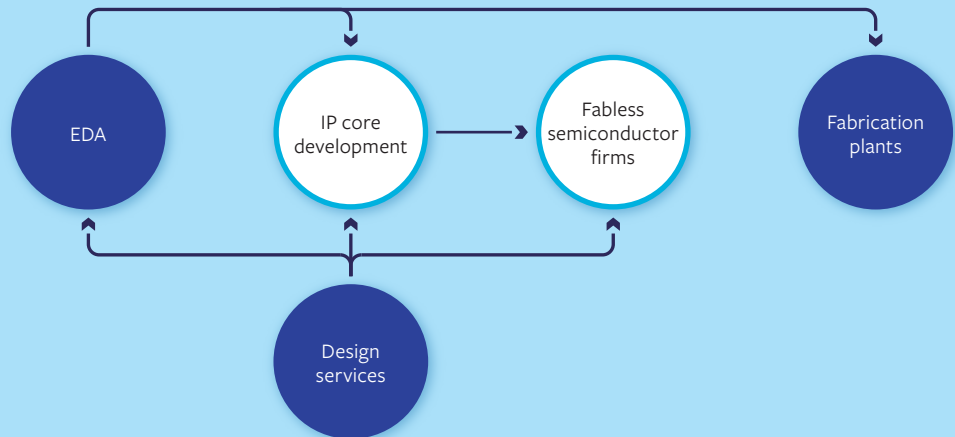 EDA
IP core
development
Fabless
semiconductor
firms
Fabrication
plants
Design
services